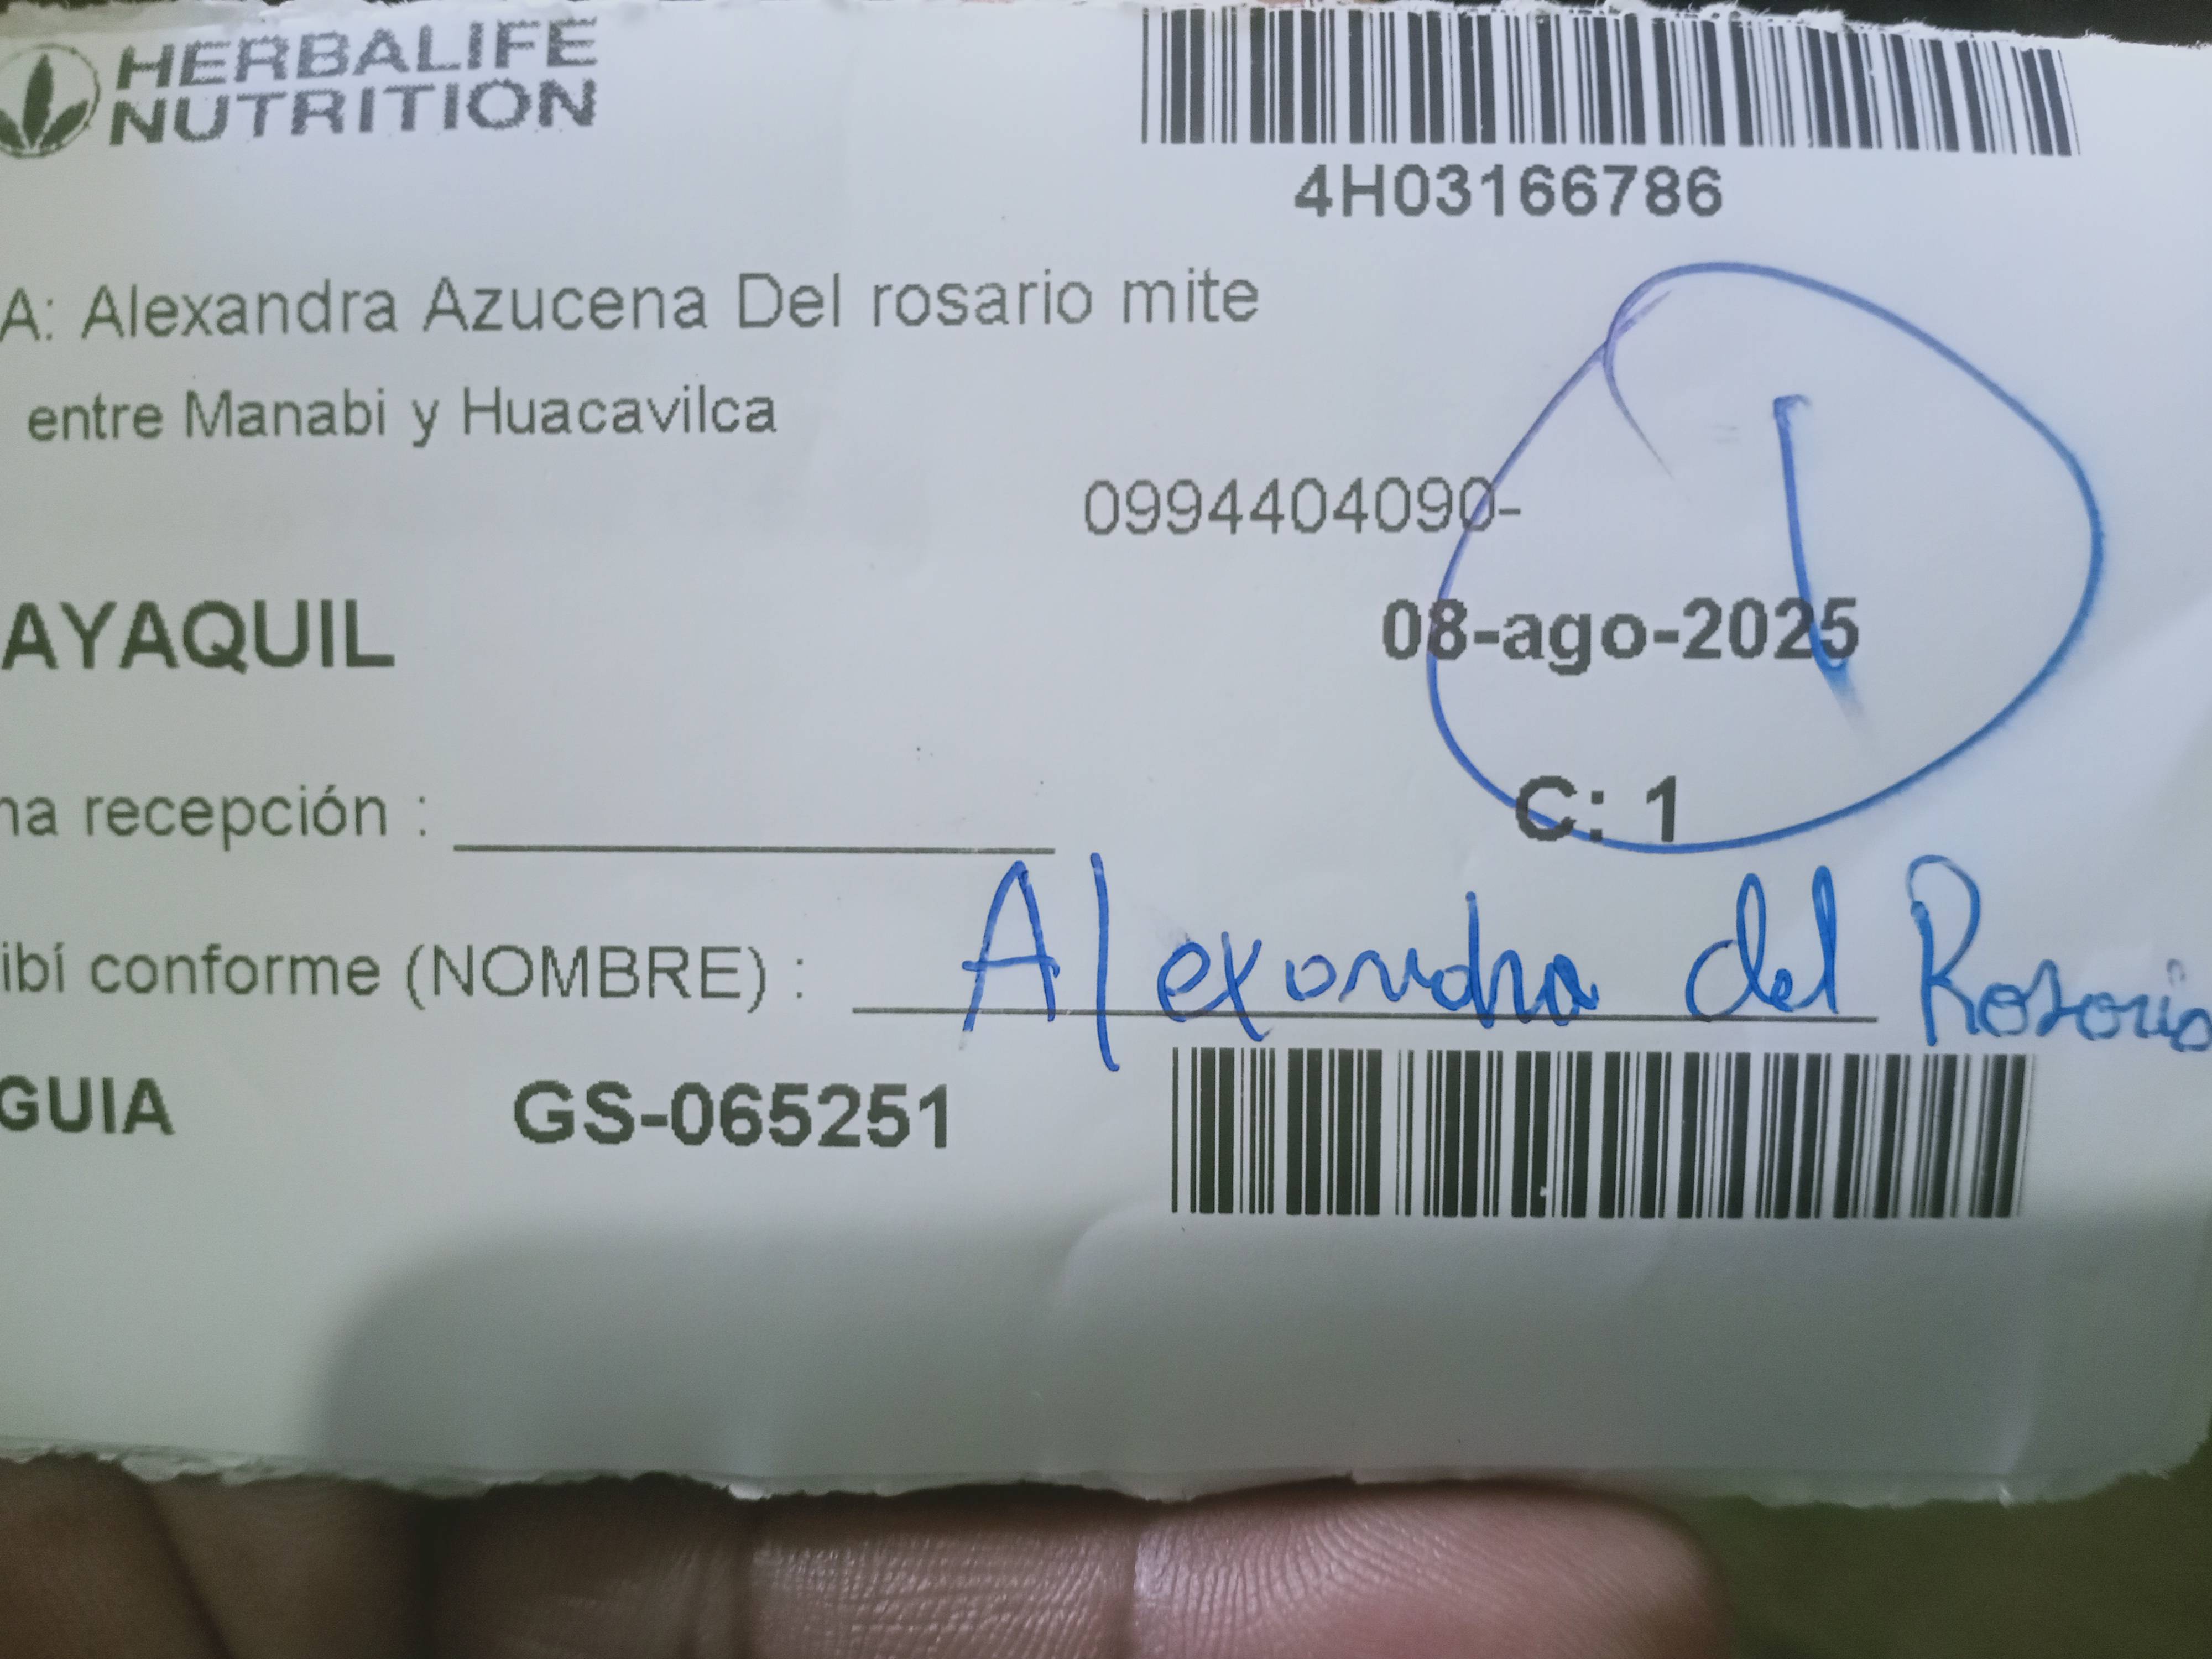 HERBALIFE
NUTRITION
4H03166786
A: Alexandra Azucena Del rosario mite
entre Manabi y Huacavilca
0994404090-
1
AYAQUIL
08-ago-2025
na recepción :
C: 1
ibí conforme (NOMBRE) : Alexandra del Rosario
GUIA GS-065251